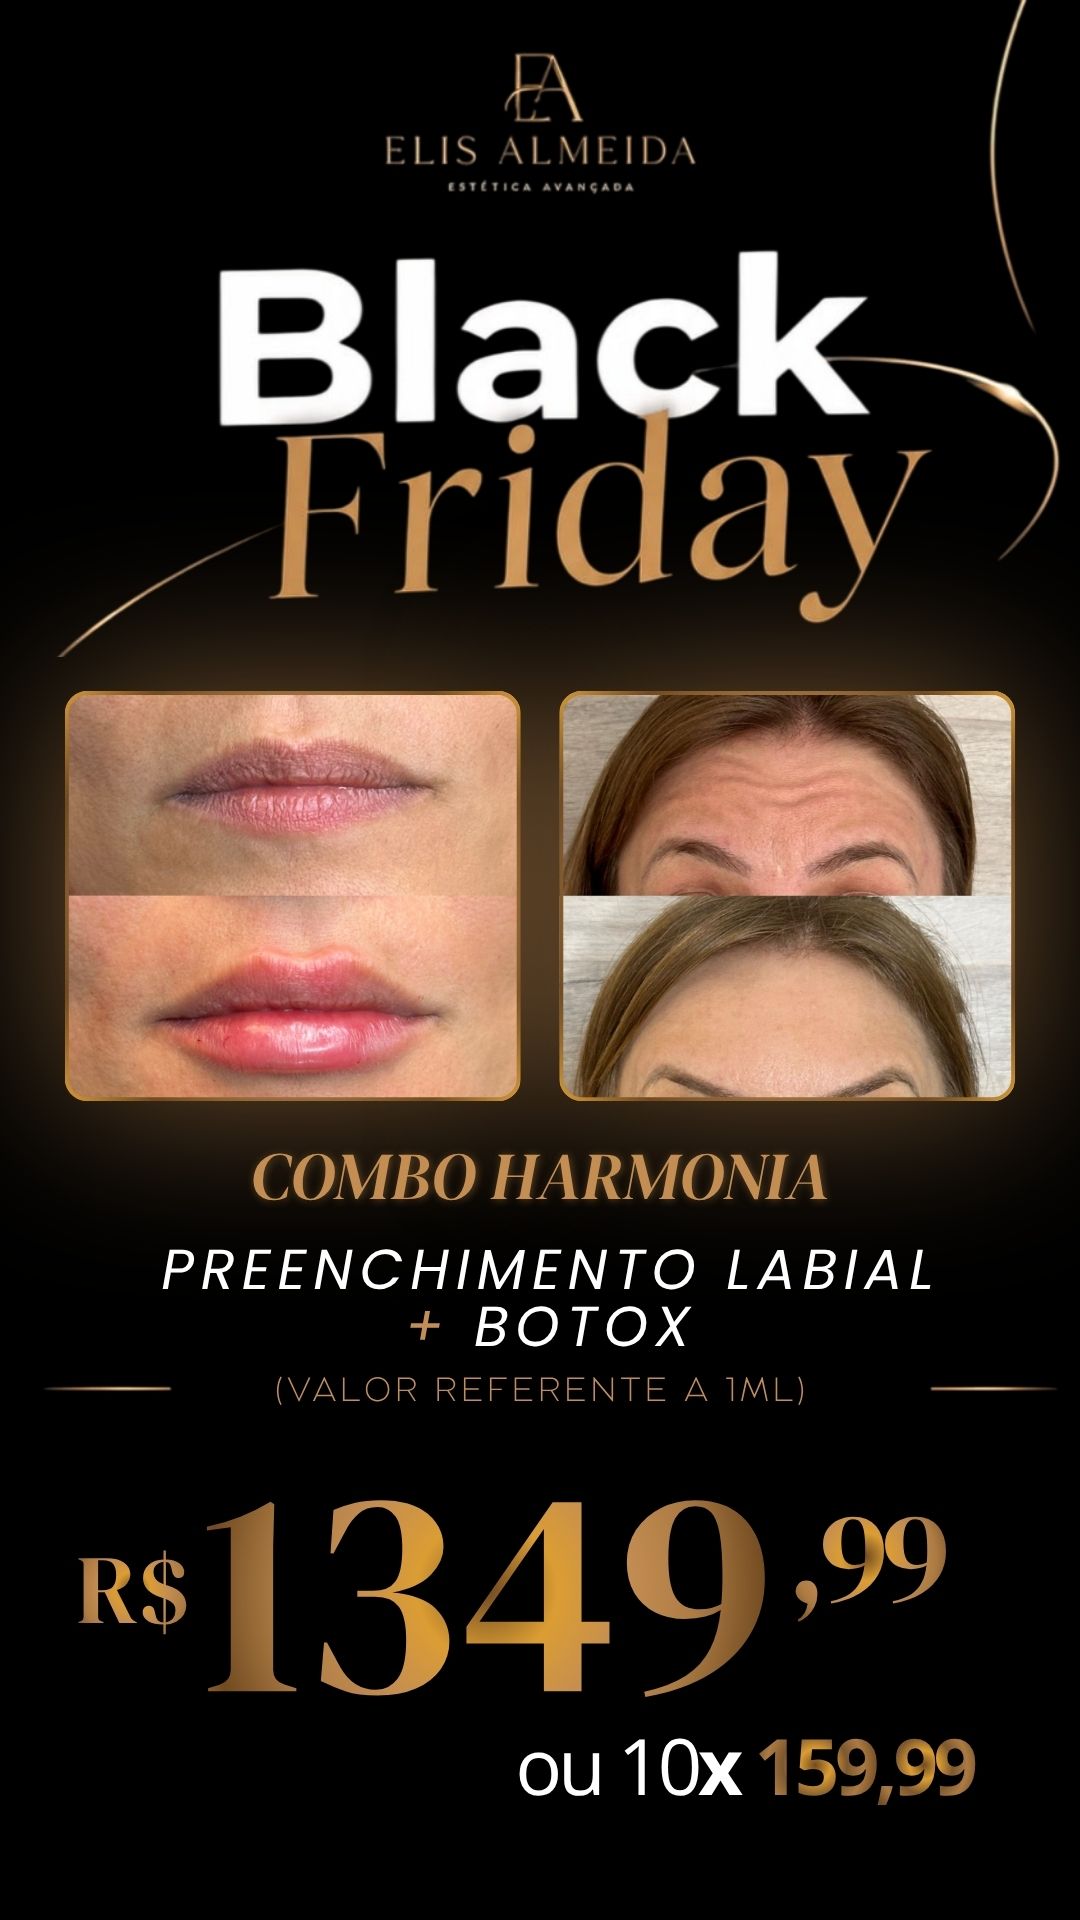 EA
ELIS ALMEIDA
ESTÉTICA AVANÇADA
Black
Friday
COMBO HARMONIA
PREENCHIMENTO LABIAL
+ BOTOX
(VALOR REFERENTE A 1ML)
R$1349,99
ou 10x 159,99